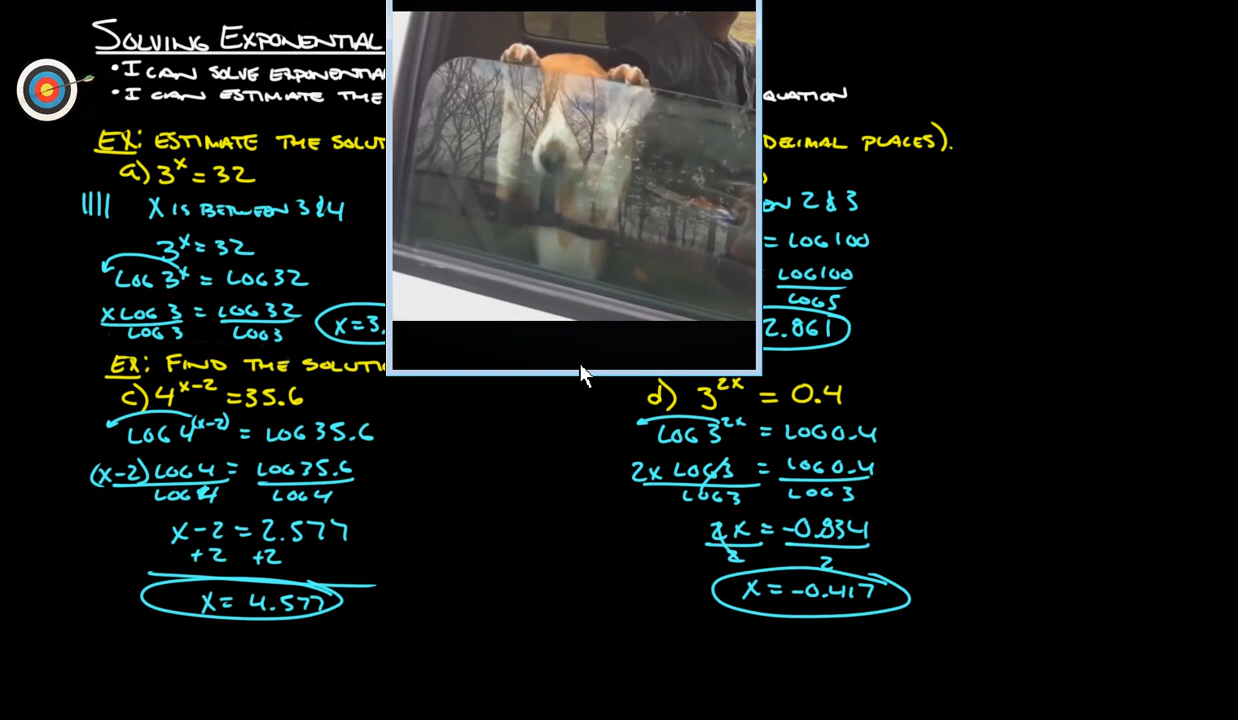 SOLVING EXPONENTIAL
• I CAN SOLVE EXPONENTIA
• I CAN ESTIMATE THE QUATION
EX: ESTIMATE THE SOLUT DECIMAL PLACES).
a) 3^x = 32
X IS BETWEEN 3 & 4 2 & 3
3^x = 32 = LOG 100
LOG 3^x = LOG 32 LOG 100 / LOG 5
x LOG 3 / LOG 3 = LOG 32 / LOG 3 x = 3. 2.861
EX: FIND THE SOLUTI
c) 4^x-2 = 35.6 d) 3^2x = 0.4
LOG 4^(x-2) = LOG 35.6 LOG 3^2x = LOG 0.4
(x-2) LOG 4 / LOG 4 = LOG 35.6 / LOG 4 2x LOG 3 / LOG 3 = LOG 0.4 / LOG 3
x - 2 = 2.577 2x / 2 = -0.834 / 2
+2 +2
x = 4.577 x = -0.417